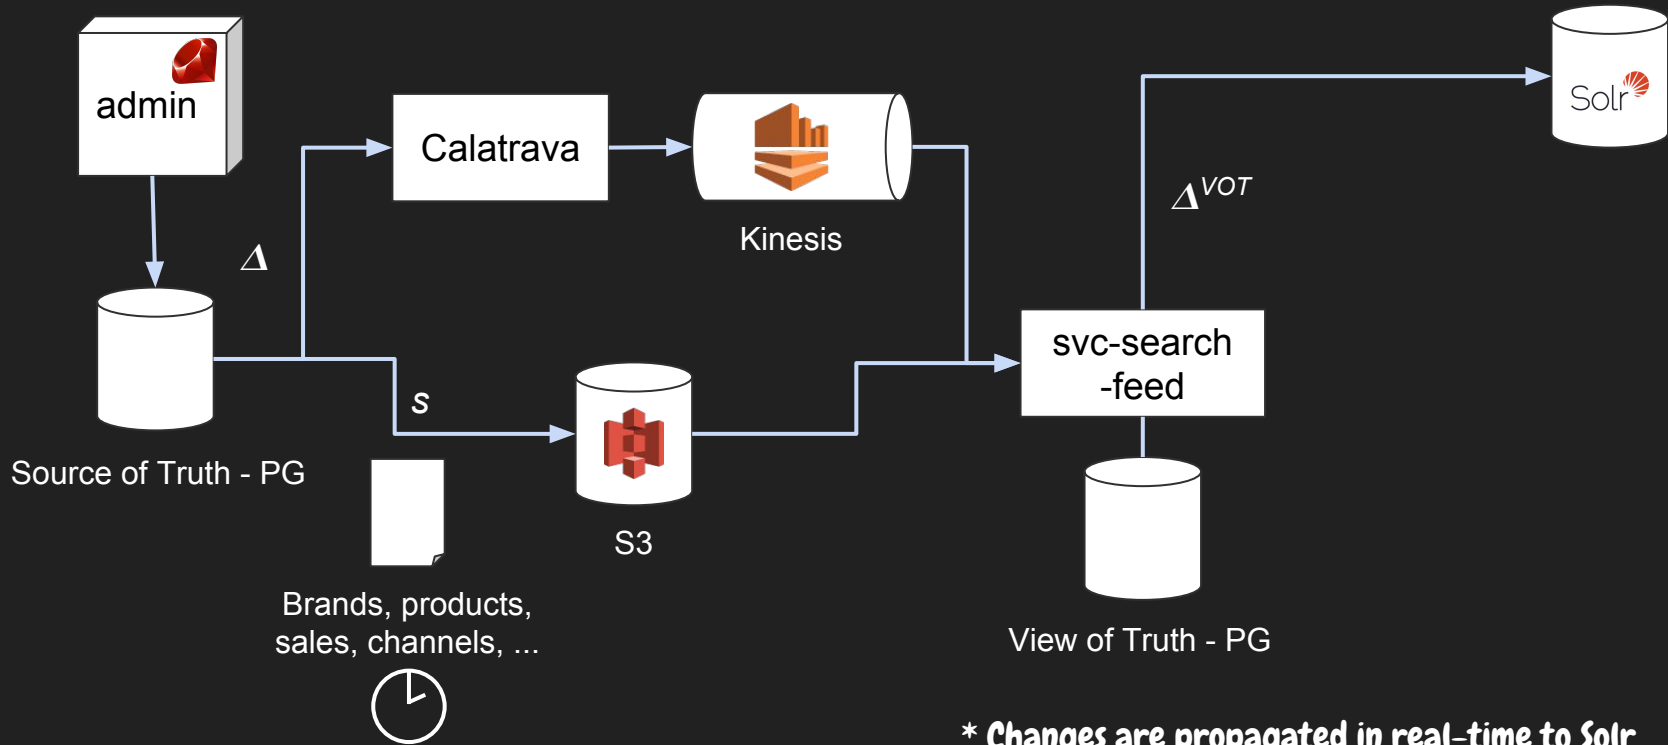 admin
Calatrava
Kinesis
Solr
Δ
Δ^VOT
svc-search
-feed
s
Source of Truth - PG
S3
Brands, products,
sales, channels, ...
View of Truth - PG
* Changes are propagated in real-time to Solr